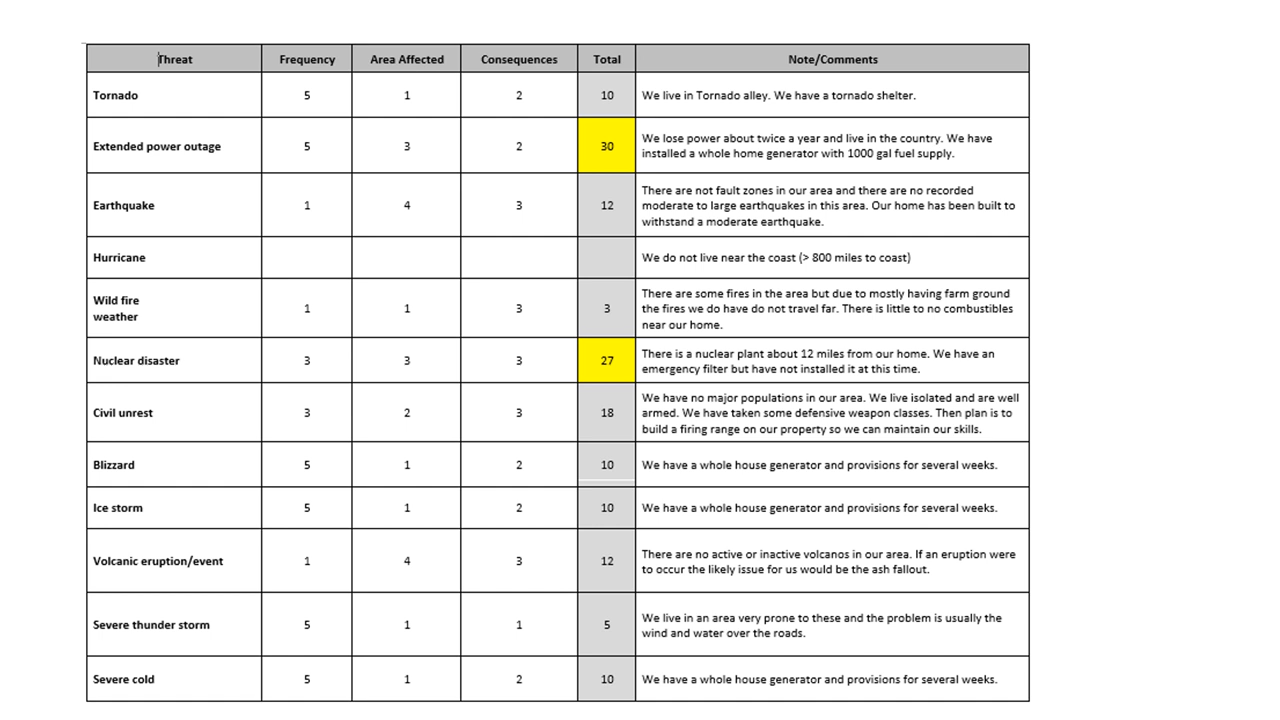 Threat Frequency Area Affected Consequences Total Note/Comments
Tornado 5 1 2 10 We live in Tornado alley. We have a tornado shelter.
Extended power outage 5 3 2 30 We lose power about twice a year and live in the country. We have
installed a whole home generator with 1000 gal fuel supply.
Earthquake 1 4 3 12 There are not fault zones in our area and there are no recorded
moderate to large earthquakes in this area. Our home has been built to
withstand a moderate earthquake.
Hurricane We do not live near the coast (> 800 miles to coast)
Wild fire
weather 1 1 3 3 There are some fires in the area but due to mostly having farm ground
the fires we do have do not travel far. There is little to no combustibles
near our home.
Nuclear disaster 3 3 3 27 There is a nuclear plant about 12 miles from our home. We have an
emergency filter but have not installed it at this time.
Civil unrest 3 2 3 18 We have no major populations in our area. We live isolated and are well
armed. We have taken some defensive weapon classes. Then plan is to
build a firing range on our property so we can maintain our skills.
Blizzard 5 1 2 10 We have a whole house generator and provisions for several weeks.
Ice storm 5 1 2 10 We have a whole house generator and provisions for several weeks.
Volcanic eruption/event 1 4 3 12 There are no active or inactive volcanos in our area. If an eruption were
to occur the likely issue for us would be the ash fallout.
Severe thunder storm 5 1 1 5 We live in an area very prone to these and the problem is usually the
wind and water over the roads.
Severe cold 5 1 2 10 We have a whole house generator and provisions for several weeks.